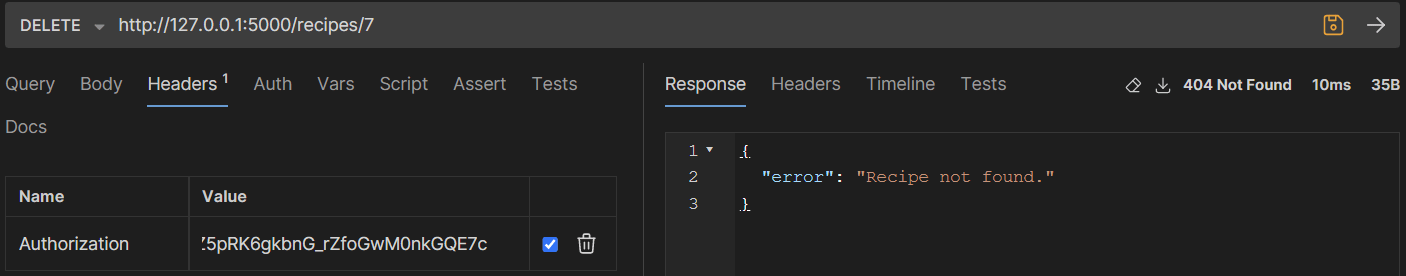 DELETE http://127.0.0.1:5000/recipes/7
Query Body Headers 1 Auth Vars Script Assert Tests
Docs
Name Value
Authorization Z5pRK6gkbnG_rZfoGwM0nkGQE7c
Response Headers Timeline Tests 404 Not Found 10ms 35B
1 {
2 "error": "Recipe not found."
3 }